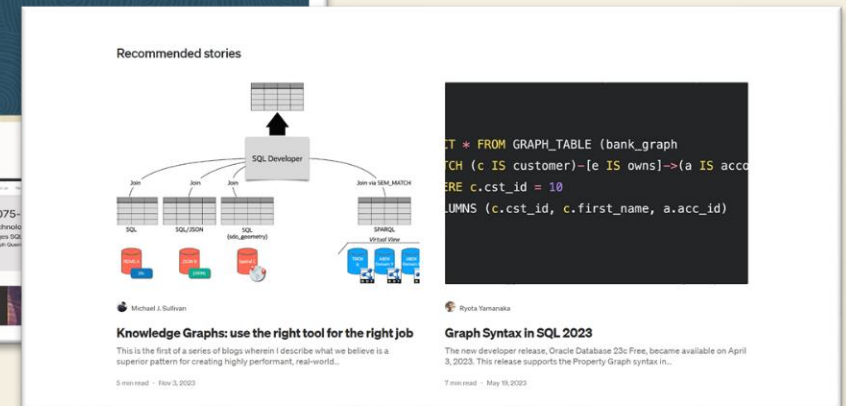 Recommended stories
SQL Developer
Join
Join
Join
Join via SEM_MATCH
SQL
SQL/JSON
SQL
(sdo_geometry)
SPARQL
Virtual View
CT * FROM GRAPH_TABLE (bank_graph
TCH (c IS customer)-[e IS owns]->(a IS acco
ERE c.cst_id = 10
LUMNS (c.cst_id, c.first_name, a.acc_id)
075-
Michael J. Sullivan
Knowledge Graphs: use the right tool for the right job
This is the first of a series of blogs wherein I describe what we believe is a
superior pattern for creating highly performant, real-world...
5 min read · Nov 3, 2023
Ryota Yamanaka
Graph Syntax in SQL 2023
The new developer release, Oracle Database 23c Free, became available on April
3, 2023. This release supports the Property Graph syntax in...
7 min read · May 19, 2023